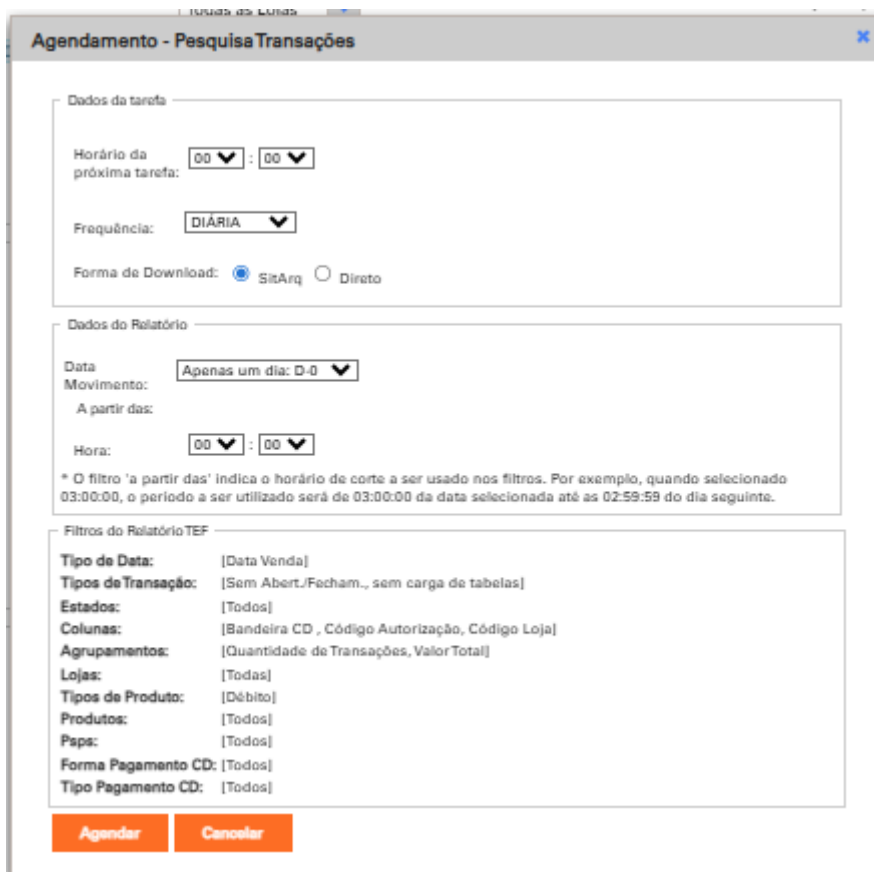 Todas as Lojas
Agendamento - Pesquisa Transações
Dados da tarefa
Horário da
próxima tarefa: 00 : 00
Frequência: DIÁRIA
Forma de Download: SitArq Direto
Dados do Relatório
Data
Movimento: Apenas um dia: D-0
A partir das:
Hora: 00 : 00
* O filtro 'a partir das' indica o horário de corte a ser usado nos filtros. Por exemplo, quando selecionado
03:00:00, o período a ser utilizado será de 03:00:00 da data selecionada até as 02:59:59 do dia seguinte.
Filtros do Relatório TEF
Tipo de Data: [Data Venda]
Tipos de Transação: [Sem Abert./Fecham., sem carga de tabelas]
Estados: [Todos]
Colunas: [Bandeira CD , Código Autorização, Código Loja]
Agrupamentos: [Quantidade de Transações, Valor Total]
Lojas: [Todas]
Tipos de Produto: [Débito]
Produtos: [Todos]
Psps: [Todos]
Forma Pagamento CD: [Todos]
Tipo Pagamento CD: [Todos]
Agendar Cancelar